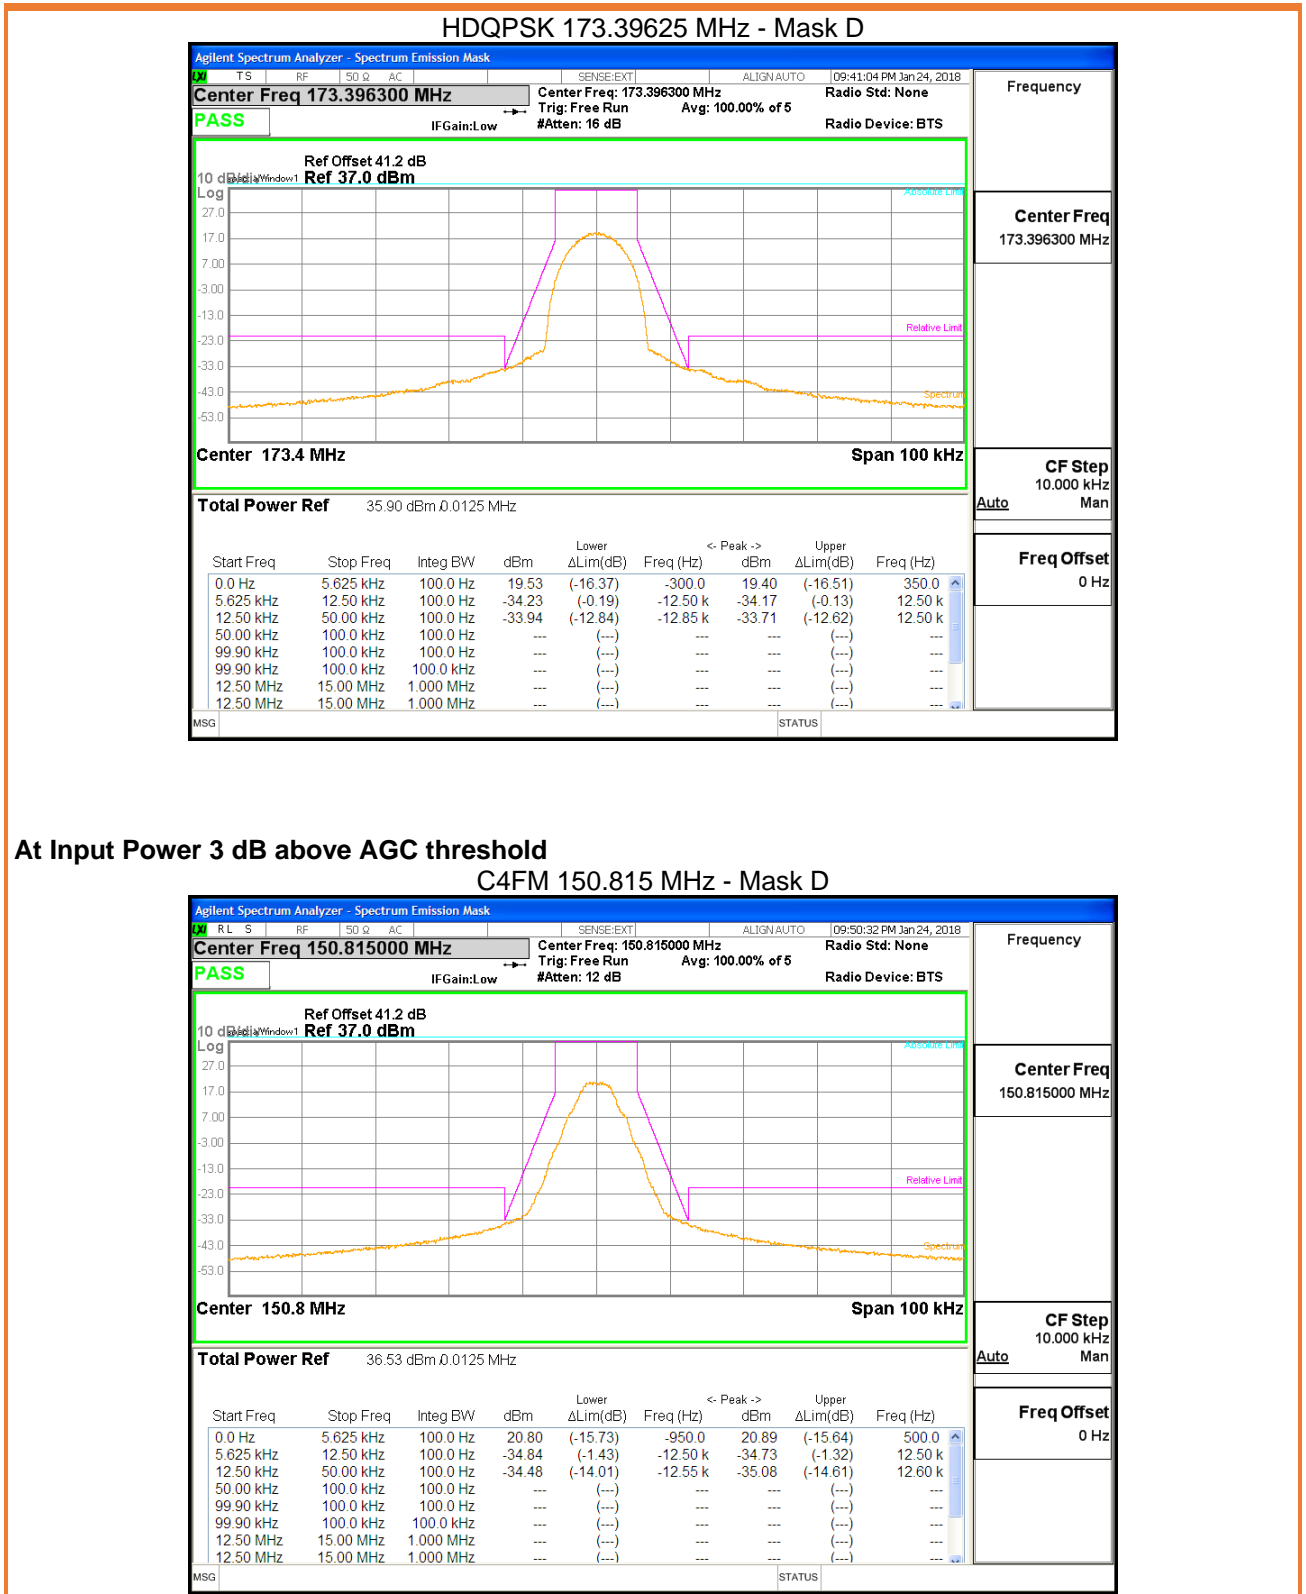 HDQPSK 173.39625 MHz - Mask D
Agilent Spectrum Analyzer - Spectrum Emission Mask
LXI TS RF 50 Ω AC SENSE:EXT ALIGN AUTO 09:41:04 PM Jan 24, 2018
Center Freq 173.396300 MHz
Center Freq: 173.396300 MHz Radio Std: None
Trig: Free Run Avg: 100.00% of 5
PASS IFGain:Low #Atten: 16 dB Radio Device: BTS
Ref Offset 41.2 dB
10 dB/div Window1 Ref 37.0 dBm
Log
Absolute Limit
27.0
17.0
7.00
-3.00
-13.0
Relative Limit
-23.0
-33.0
-43.0
Spectrum
-53.0
Center 173.4 MHz Span 100 kHz
Total Power Ref 35.90 dBm / 0.0125 MHz
Lower <- Peak -> Upper
Start Freq Stop Freq Integ BW dBm ΔLim(dB) Freq (Hz) dBm ΔLim(dB) Freq (Hz)
0.0 Hz 5.625 kHz 100.0 Hz 19.53 (-16.37) -300.0 19.40 (-16.51) 350.0
5.625 kHz 12.50 kHz 100.0 Hz -34.23 (-0.19) -12.50 k -34.17 (-0.13) 12.50 k
12.50 kHz 50.00 kHz 100.0 Hz -33.94 (-12.84) -12.85 k -33.71 (-12.62) 12.50 k
50.00 kHz 100.0 kHz 100.0 Hz --- (---) --- --- (---) ---
99.90 kHz 100.0 kHz 100.0 Hz --- (---) --- --- (---) ---
99.90 kHz 100.0 kHz 100.0 kHz --- (---) --- --- (---) ---
12.50 MHz 15.00 MHz 1.000 MHz --- (---) --- --- (---) ---
12.50 MHz 15.00 MHz 1.000 MHz --- (---) --- --- (---) ---
MSG STATUS
Frequency
Center Freq
173.396300 MHz
CF Step
10.000 kHz
Auto Man
Freq Offset
0 Hz
At Input Power 3 dB above AGC threshold
C4FM 150.815 MHz - Mask D
Agilent Spectrum Analyzer - Spectrum Emission Mask
LXI RL S RF 50 Ω AC SENSE:EXT ALIGN AUTO 09:50:32 PM Jan 24, 2018
Center Freq 150.815000 MHz
Center Freq: 150.815000 MHz Radio Std: None
Trig: Free Run Avg: 100.00% of 5
PASS IFGain:Low #Atten: 12 dB Radio Device: BTS
Ref Offset 41.2 dB
10 dB/div Window1 Ref 37.0 dBm
Log
Absolute Limit
27.0
17.0
7.00
-3.00
-13.0
Relative Limit
-23.0
-33.0
-43.0
Spectrum
-53.0
Center 150.8 MHz Span 100 kHz
Total Power Ref 36.53 dBm / 0.0125 MHz
Lower <- Peak -> Upper
Start Freq Stop Freq Integ BW dBm ΔLim(dB) Freq (Hz) dBm ΔLim(dB) Freq (Hz)
0.0 Hz 5.625 kHz 100.0 Hz 20.80 (-15.73) -950.0 20.89 (-15.64) 500.0
5.625 kHz 12.50 kHz 100.0 Hz -34.84 (-1.43) -12.50 k -34.73 (-1.32) 12.50 k
12.50 kHz 50.00 kHz 100.0 Hz -34.48 (-14.01) -12.55 k -35.08 (-14.61) 12.60 k
50.00 kHz 100.0 kHz 100.0 Hz --- (---) --- --- (---) ---
99.90 kHz 100.0 kHz 100.0 Hz --- (---) --- --- (---) ---
99.90 kHz 100.0 kHz 100.0 kHz --- (---) --- --- (---) ---
12.50 MHz 15.00 MHz 1.000 MHz --- (---) --- --- (---) ---
12.50 MHz 15.00 MHz 1.000 MHz --- (---) --- --- (---) ---
MSG STATUS
Frequency
Center Freq
150.815000 MHz
CF Step
10.000 kHz
Auto Man
Freq Offset
0 Hz